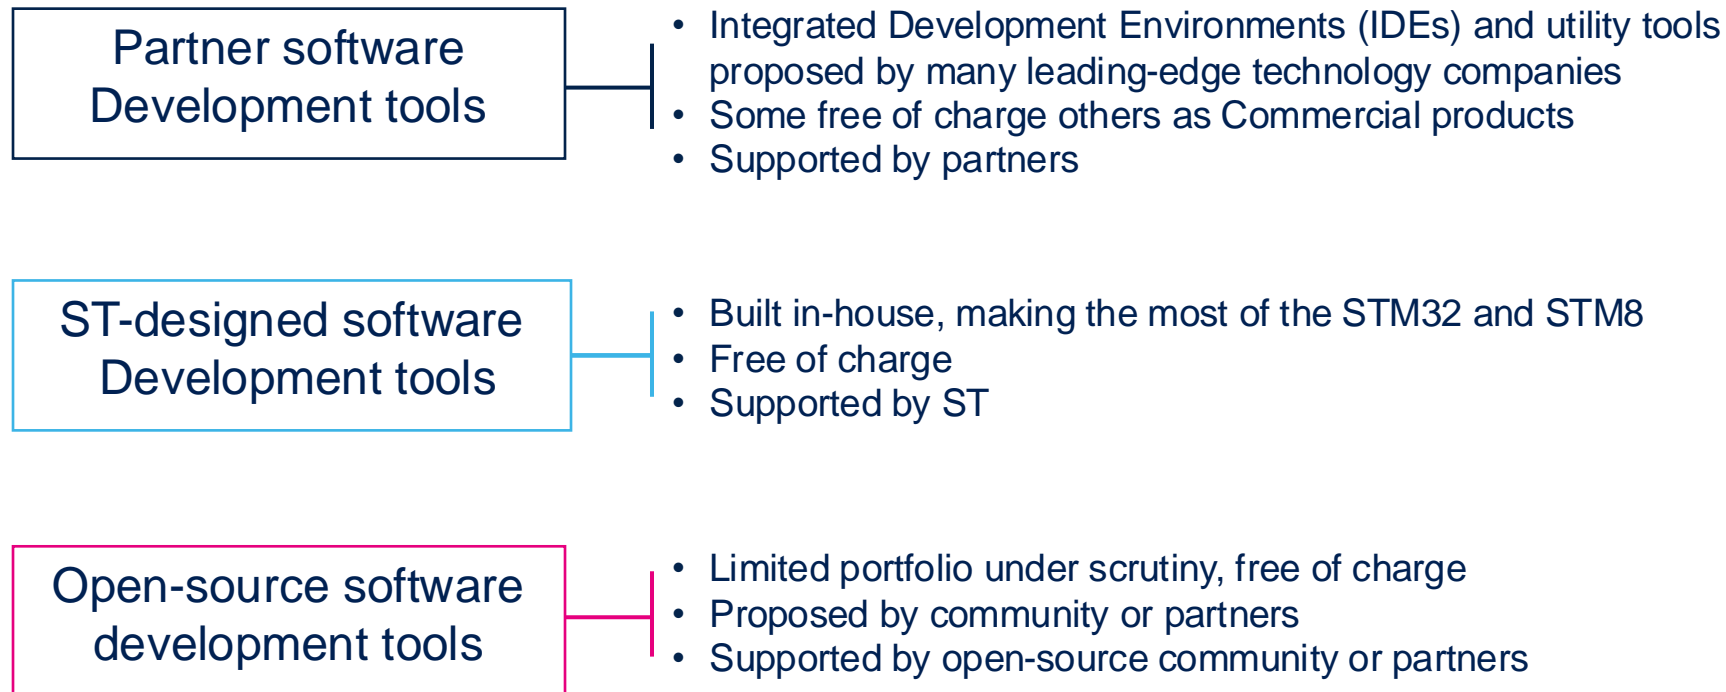 Partner software
Development tools
• Integrated Development Environments (IDEs) and utility tools
proposed by many leading-edge technology companies
• Some free of charge others as Commercial products
• Supported by partners
ST-designed software
Development tools
• Built in-house, making the most of the STM32 and STM8
• Free of charge
• Supported by ST
Open-source software
development tools
• Limited portfolio under scrutiny, free of charge
• Proposed by community or partners
• Supported by open-source community or partners